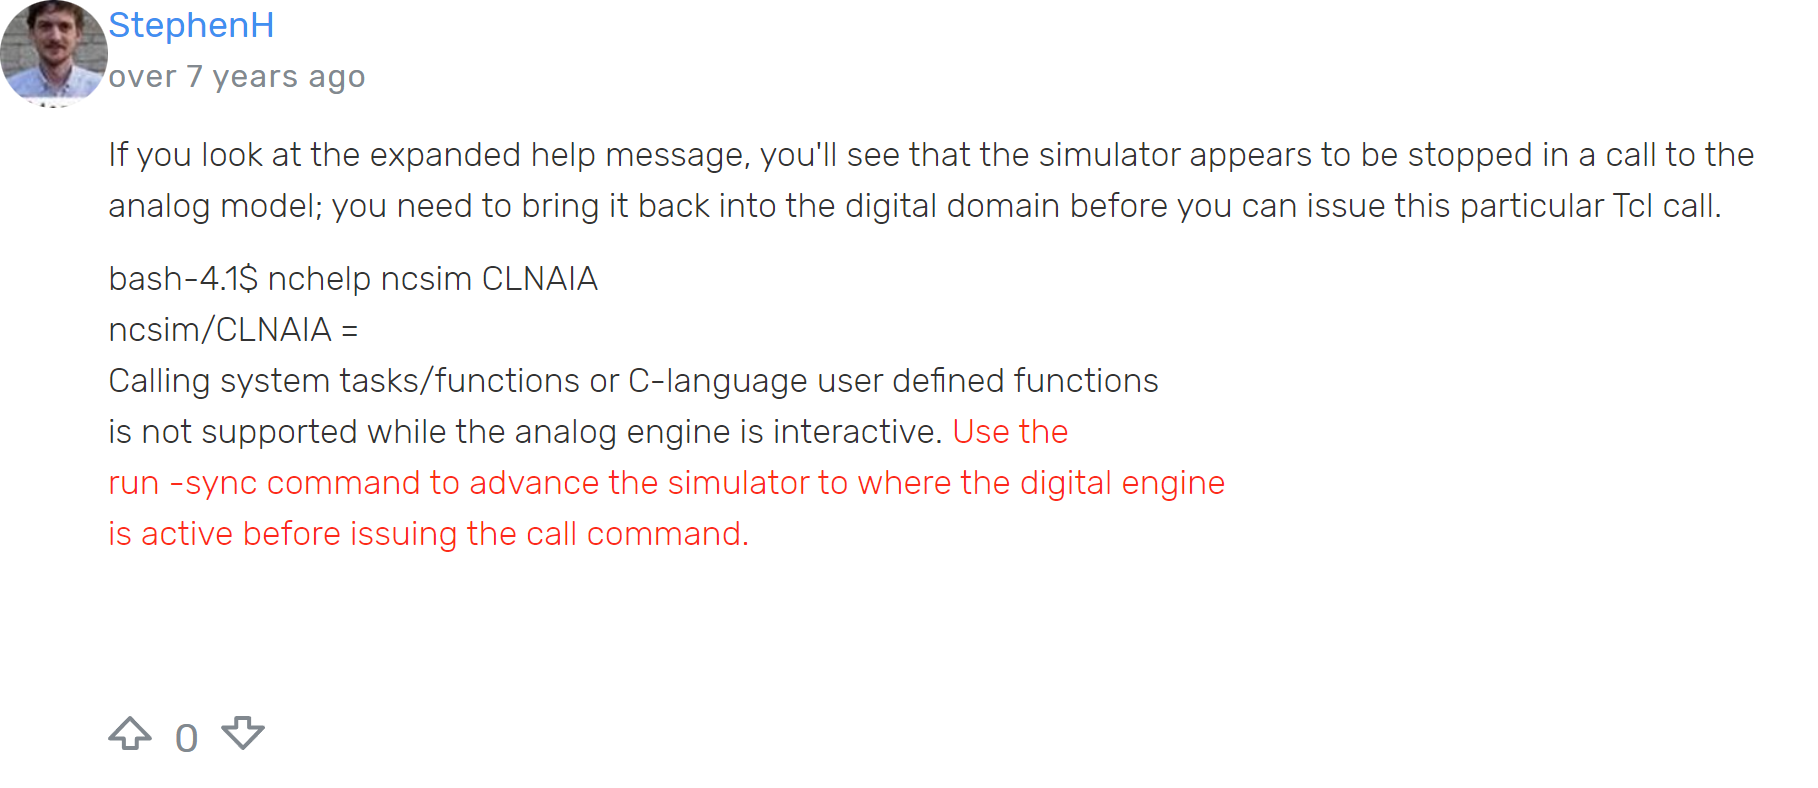 StephenH
over 7 years ago
If you look at the expanded help message, you'll see that the simulator appears to be stopped in a call to the
analog model; you need to bring it back into the digital domain before you can issue this particular Tcl call.
bash-4.1$ nchelp ncsim CLNAIA
ncsim/CLNAIA =
Calling system tasks/functions or C-language user defined functions
is not supported while the analog engine is interactive. Use the
run -sync command to advance the simulator to where the digital engine
is active before issuing the call command.
0